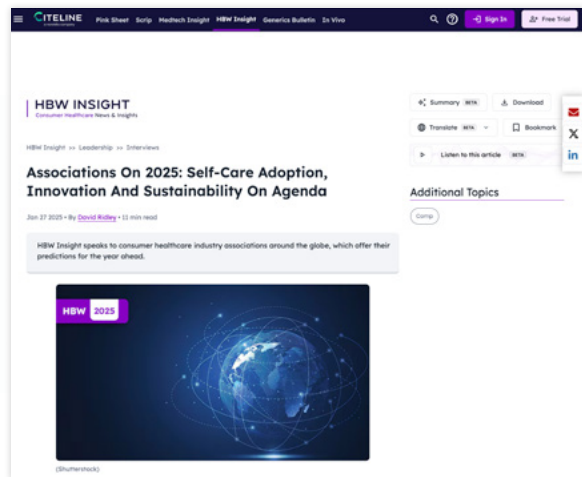 CITELINE
Pink Sheet Scrip Medtech Insight HBW Insight Generics Bulletin In Vivo
Sign In
Free Trial
HBW INSIGHT
Consumer Healthcare News & Insights
Summary BETA
Download
Translate BETA
Bookmark
Listen to this article BETA
HBW Insight >> Leadership >> Interviews
Associations On 2025: Self-Care Adoption,
Innovation And Sustainability On Agenda
Jan 27 2025 • By David Ridley • 11 min read
HBW Insight speaks to consumer healthcare industry associations around the globe, which offer their
predictions for the year ahead.
Additional Topics
HBW 2025
(Shutterstock)